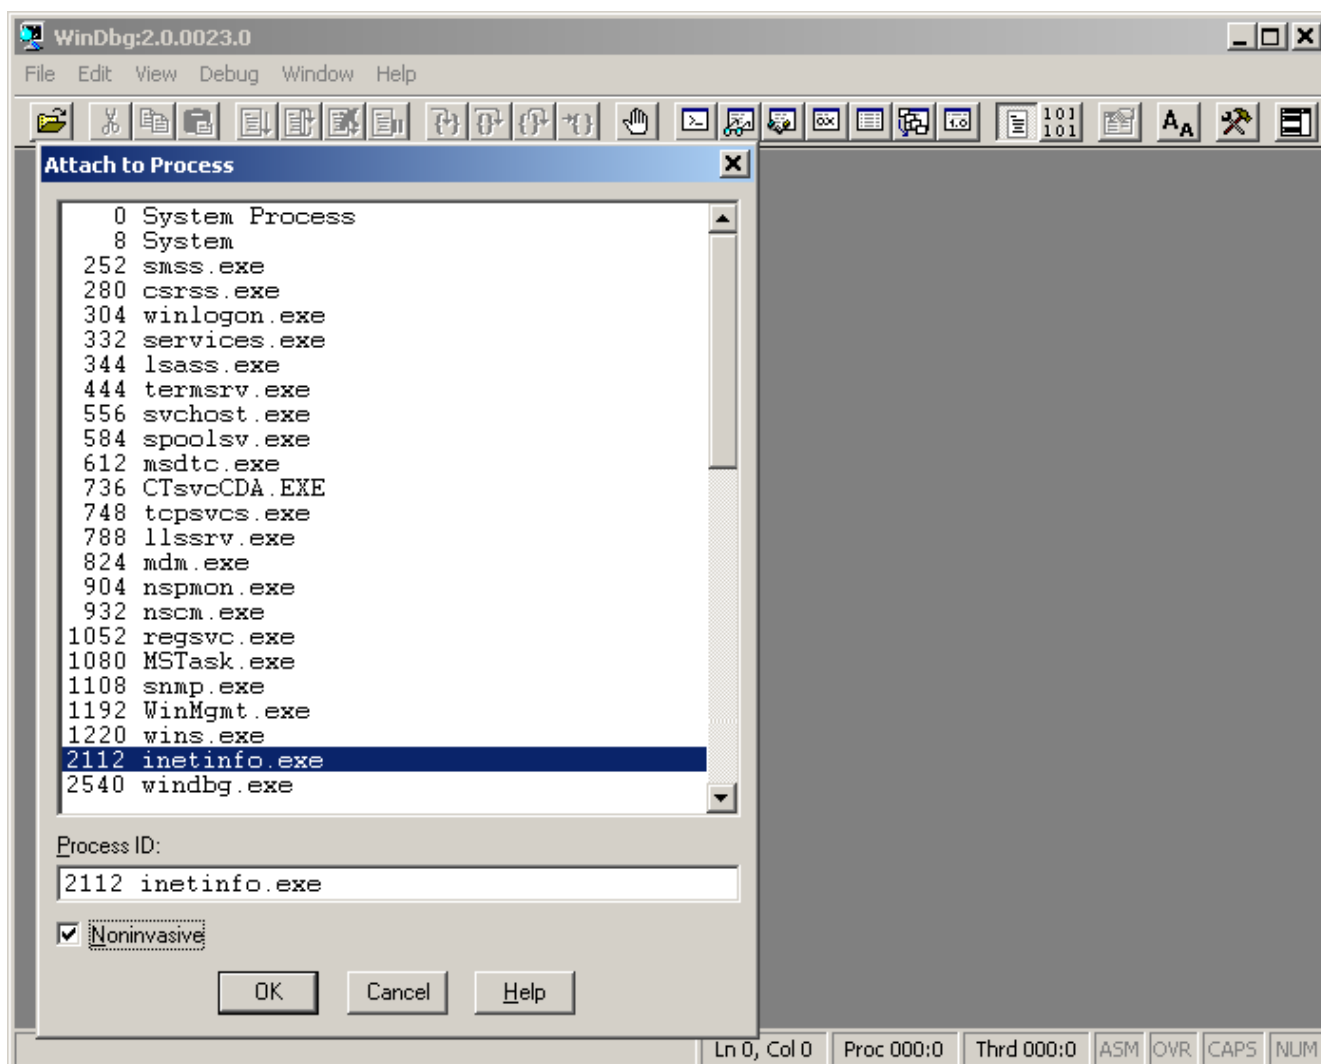 WinDbg:2.0.0023.0
File Edit View Debug Window Help
101
101
AA
Attach to Process
0 System Process
8 System
252 smss.exe
280 csrss.exe
304 winlogon.exe
332 services.exe
344 lsass.exe
444 termsrv.exe
556 svchost.exe
584 spoolsv.exe
612 msdtc.exe
736 CTsvcCDA.EXE
748 tcpsvcs.exe
788 llssrv.exe
824 mdm.exe
904 nspmon.exe
932 nscm.exe
1052 regsvc.exe
1080 MSTask.exe
1108 snmp.exe
1192 WinMgmt.exe
1220 wins.exe
2112 inetinfo.exe
2540 windbg.exe
Process ID:
2112 inetinfo.exe
Noninvasive
OK Cancel Help
Ln 0, Col 0 Proc 000:0 Thrd 000:0 ASM OVR CAPS NUM